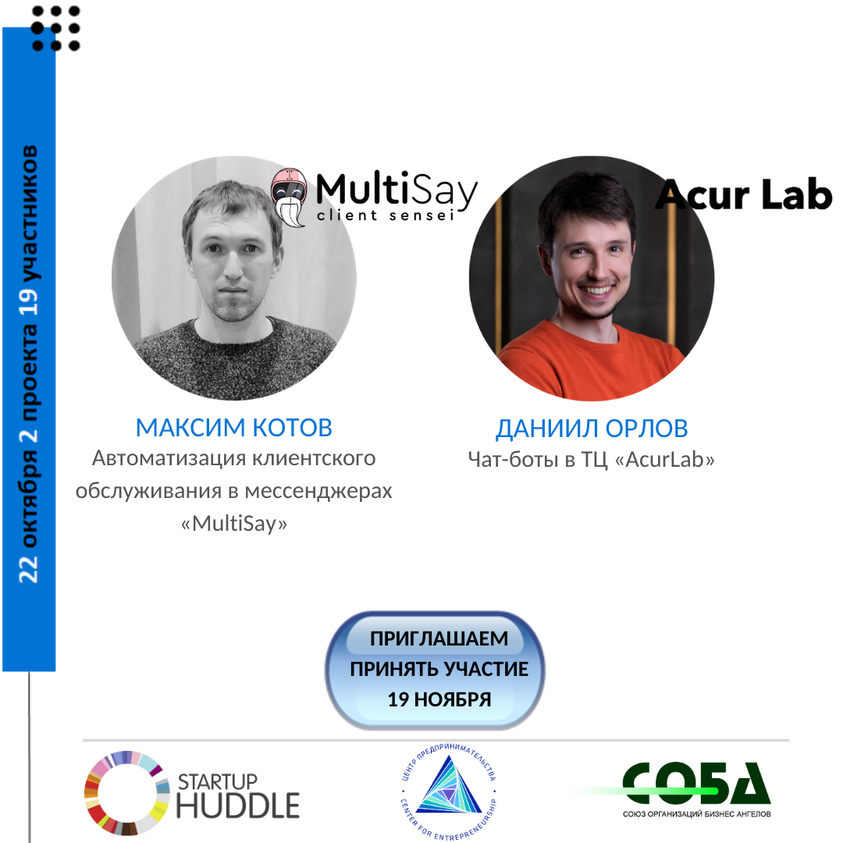 22 октября 2 проекта 19 участников
MultiSay
client sensei
Acur Lab
МАКСИМ КОТОВ
Автоматизация клиентского
обслуживания в мессенджерах
«MultiSay»
ДАНИИЛ ОРЛОВ
Чат-боты в ТЦ «AcurLab»
ПРИГЛАШАЕМ
ПРИНЯТЬ УЧАСТИЕ
19 НОЯБРЯ
STARTUP
HUDDLE
ЦЕНТР ПРЕДПРИНИМАТЕЛЬСТВА
CENTER FOR ENTREPRENEURSHIP
СОБА
СОЮЗ ОРГАНИЗАЦИЙ БИЗНЕС АНГЕЛОВ